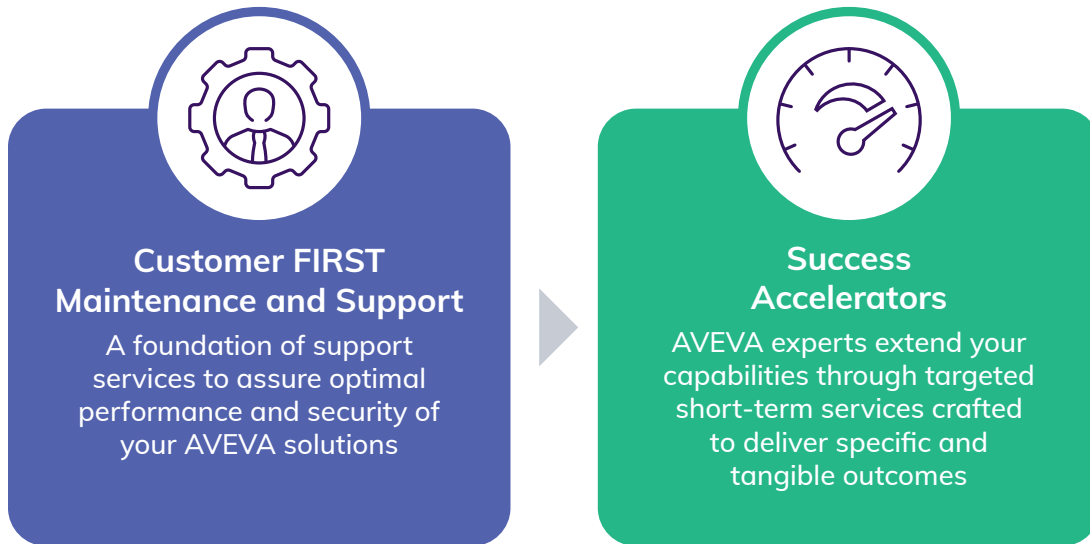 Customer FIRST
Maintenance and Support
A foundation of support
services to assure optimal
performance and security of
your AVEVA solutions
Success
Accelerators
AVEVA experts extend your
capabilities through targeted
short-term services crafted
to deliver specific and
tangible outcomes